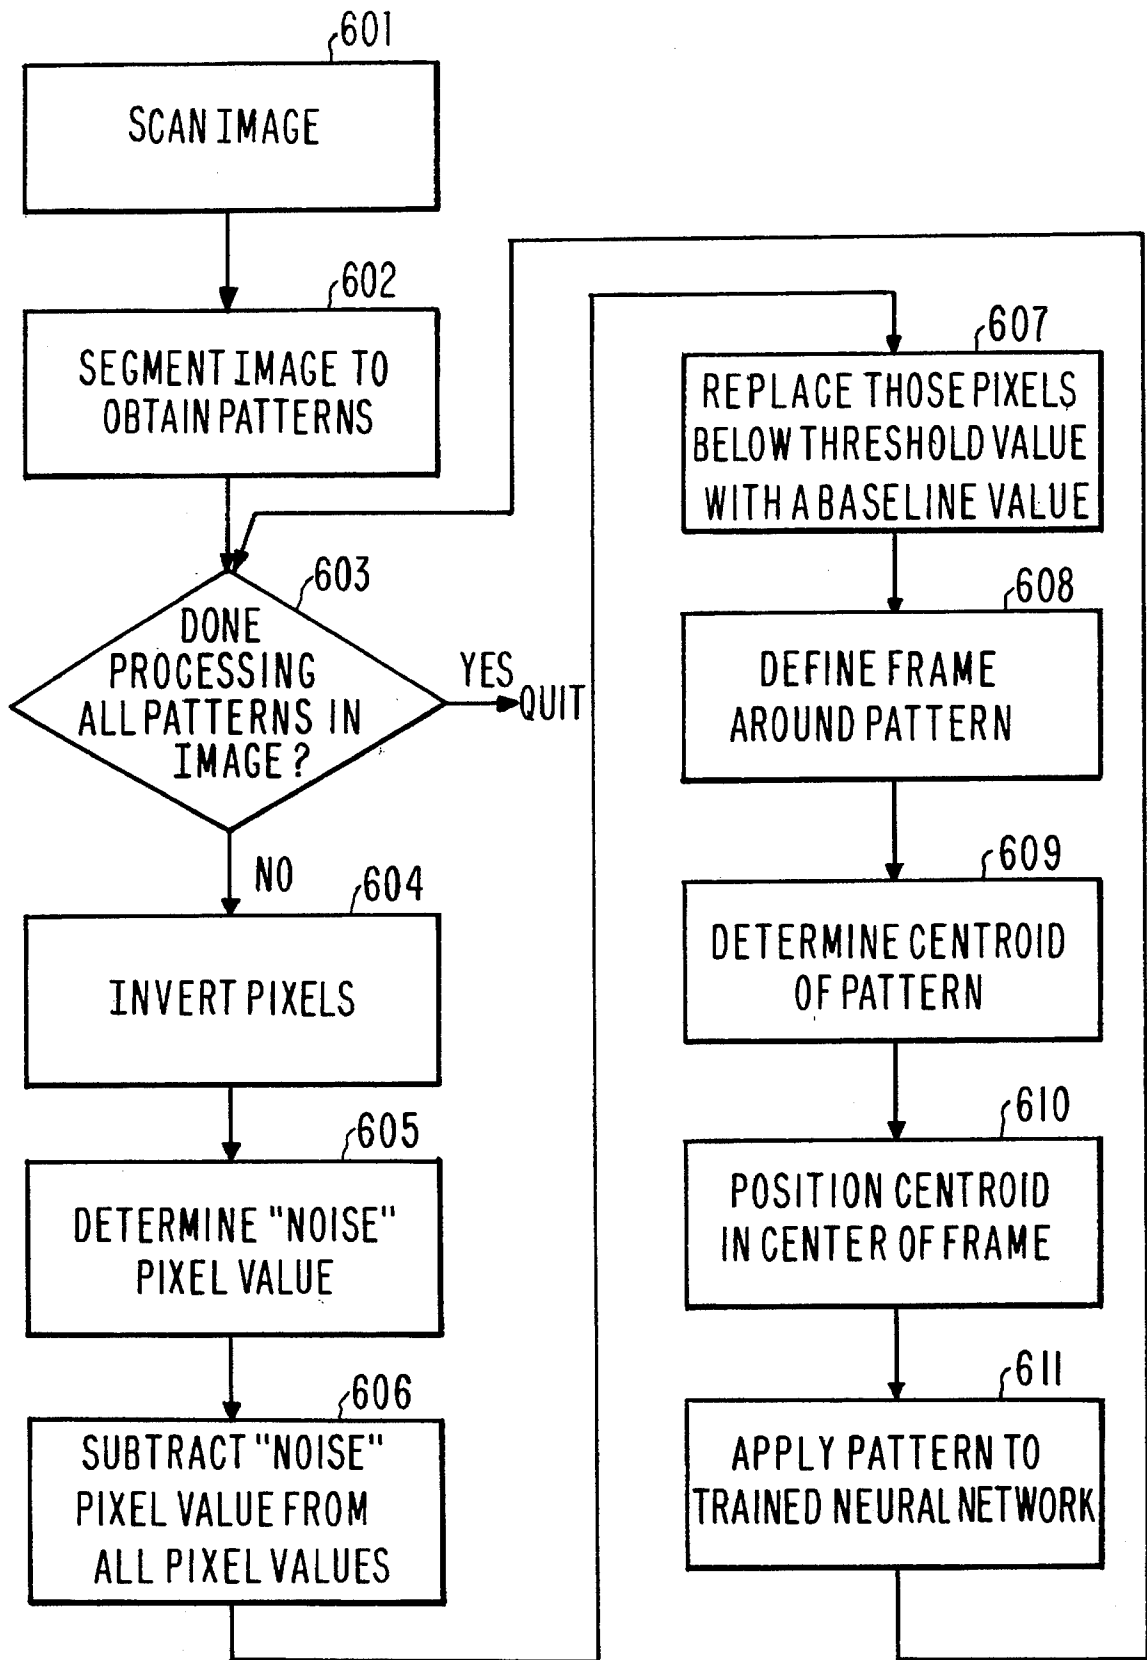 601
SCAN IMAGE
602
SEGMENT IMAGE TO
OBTAIN PATTERNS
603
DONE
PROCESSING
ALL PATTERNS IN
IMAGE?
YES
QUIT
NO
604
INVERT PIXELS
605
DETERMINE "NOISE"
PIXEL VALUE
606
SUBTRACT "NOISE"
PIXEL VALUE FROM
ALL PIXEL VALUES
607
REPLACE THOSE PIXELS
BELOW THRESHOLD VALUE
WITH A BASELINE VALUE
608
DEFINE FRAME
AROUND PATTERN
609
DETERMINE CENTROID
OF PATTERN
610
POSITION CENTROID
IN CENTER OF FRAME
611
APPLY PATTERN TO
TRAINED NEURAL NETWORK